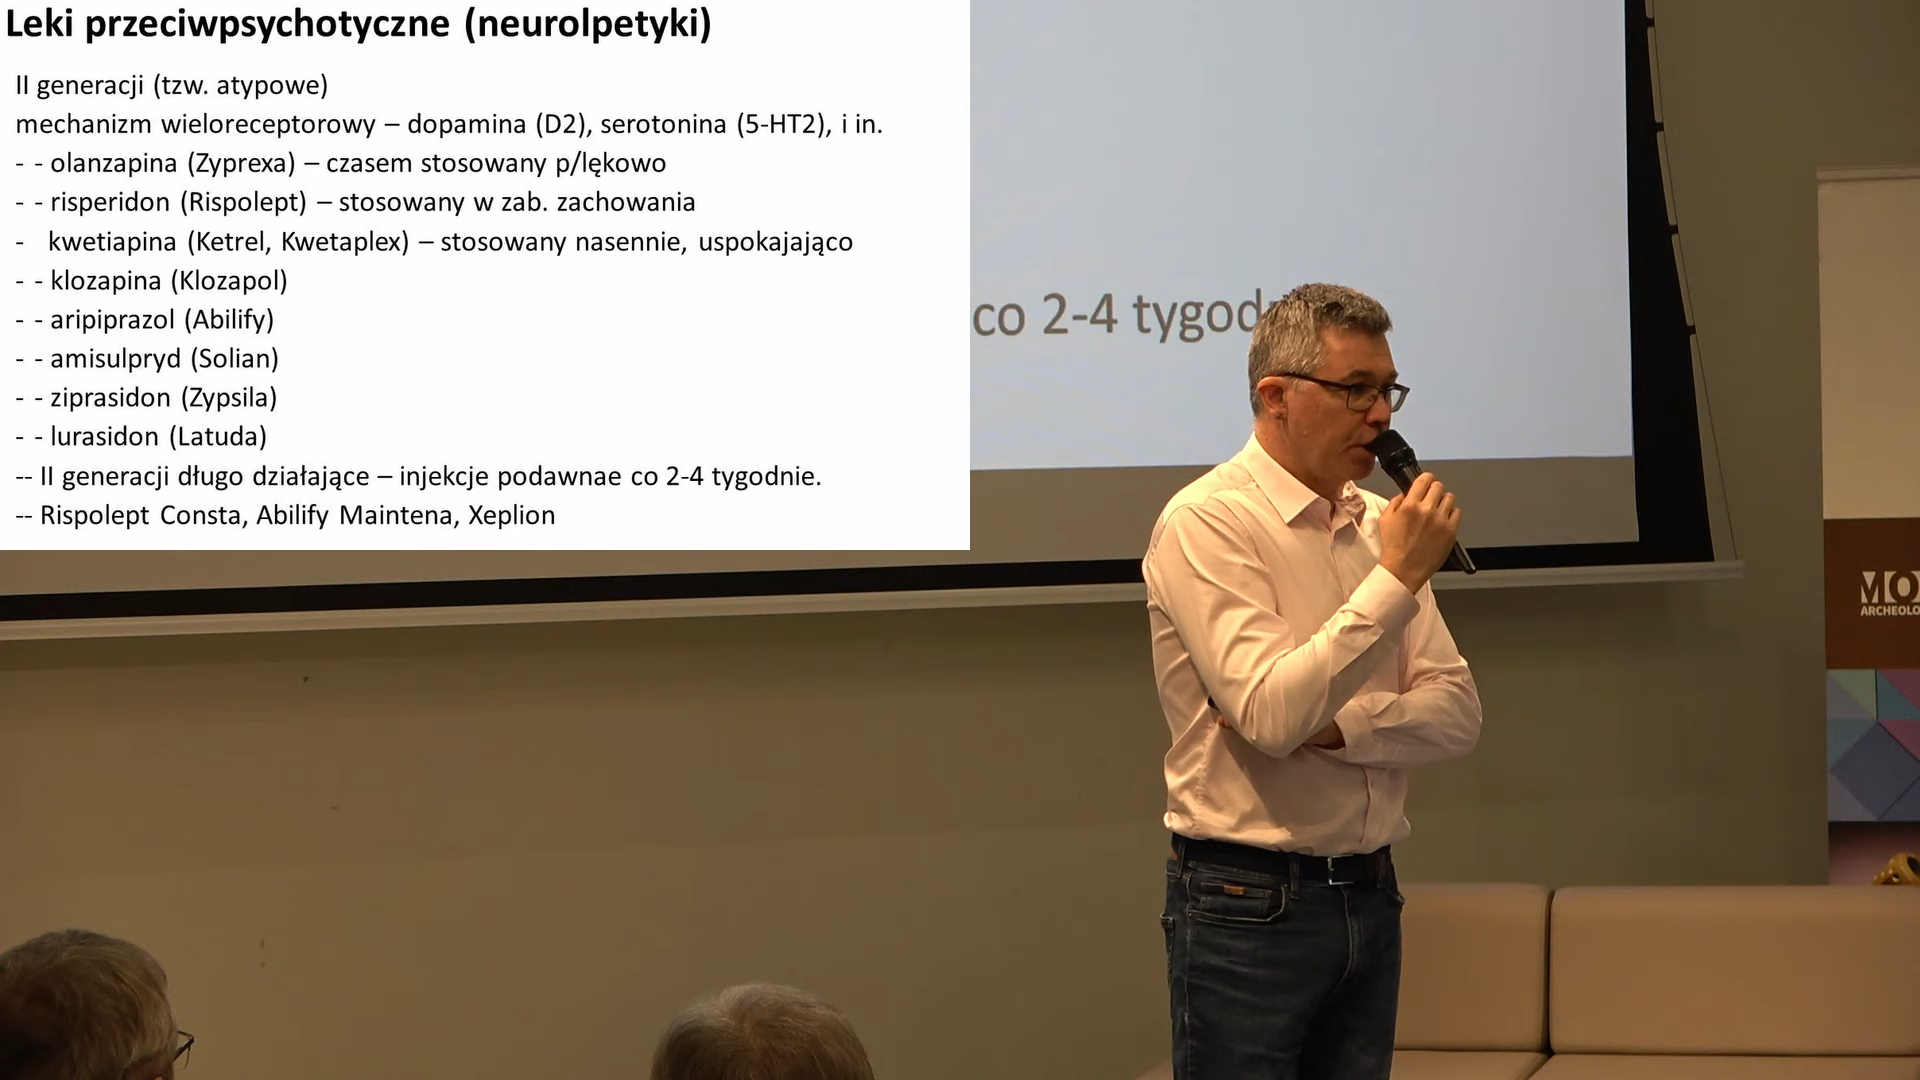 Leki przeciwpsychotyczne (neurolpetyki)
II generacji (tzw. atypowe)
mechanizm wieloreceptorowy – dopamina (D2), serotonina (5-HT2), i in.
- - olanzapina (Zyprexa) – czasem stosowany p/lękowo
- - risperidon (Rispolept) – stosowany w zab. zachowania
- kwetiapina (Ketrel, Kwetaplex) – stosowany nasennie, uspokajająco
- - klozapina (Klozapol)
- - aripiprazol (Abilify)
- - amisulpryd (Solian)
- - ziprasidon (Zypsila)
- - lurasidon (Latuda)
-- II generacji długo działające – injekcje podawnae co 2-4 tygodnie.
-- Rispolept Consta, Abilify Maintena, Xeplion
co 2-4 tygod
MO
ARCHEOLO